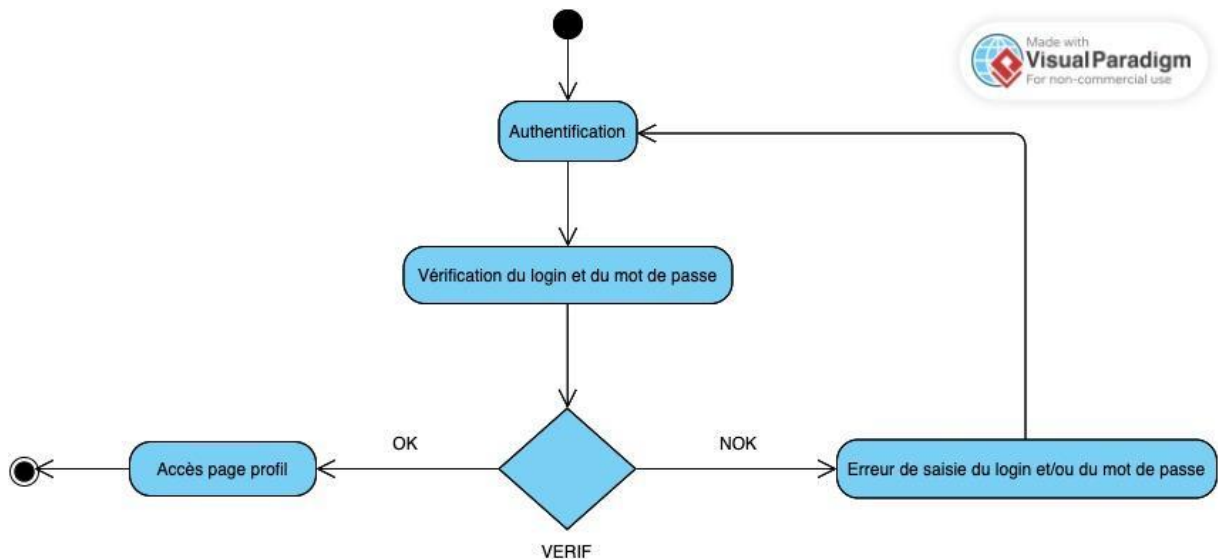 Made with
Visual Paradigm
For non-commercial use
Authentification
Vérification du login et du mot de passe
OK
NOK
Accès page profil
Erreur de saisie du login et/ou du mot de passe
VERIF